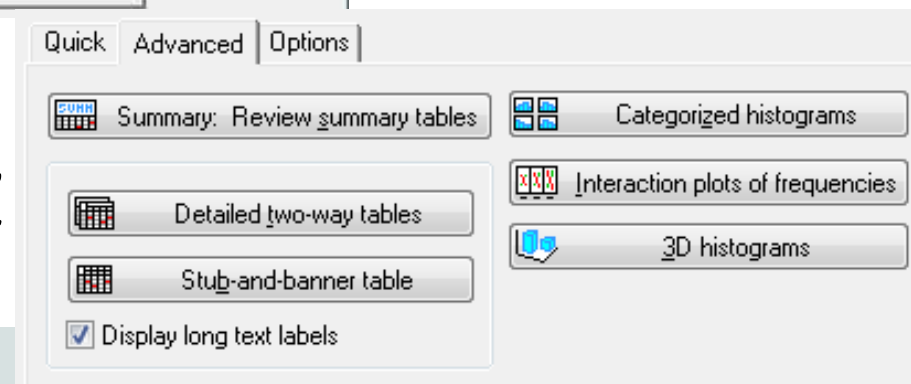 Quick Advanced Options
Summary: Review summary tables
Detailed two-way tables
Stub-and-banner table
Display long text labels
Categorized histograms
Interaction plots of frequencies
3D histograms